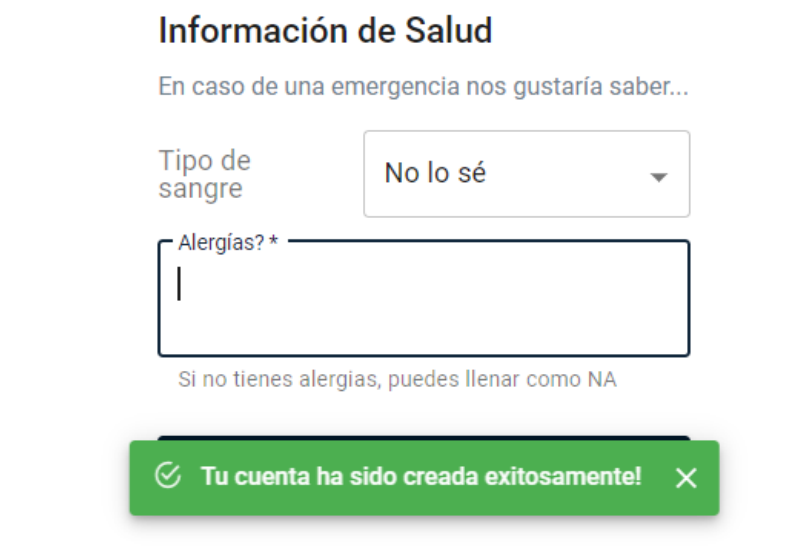 Información de Salud
En caso de una emergencia nos gustaría saber...
Tipo de
sangre
No lo sé
Alergías? *
Si no tienes alergias, puedes llenar como NA
Tu cuenta ha sido creada exitosamente!